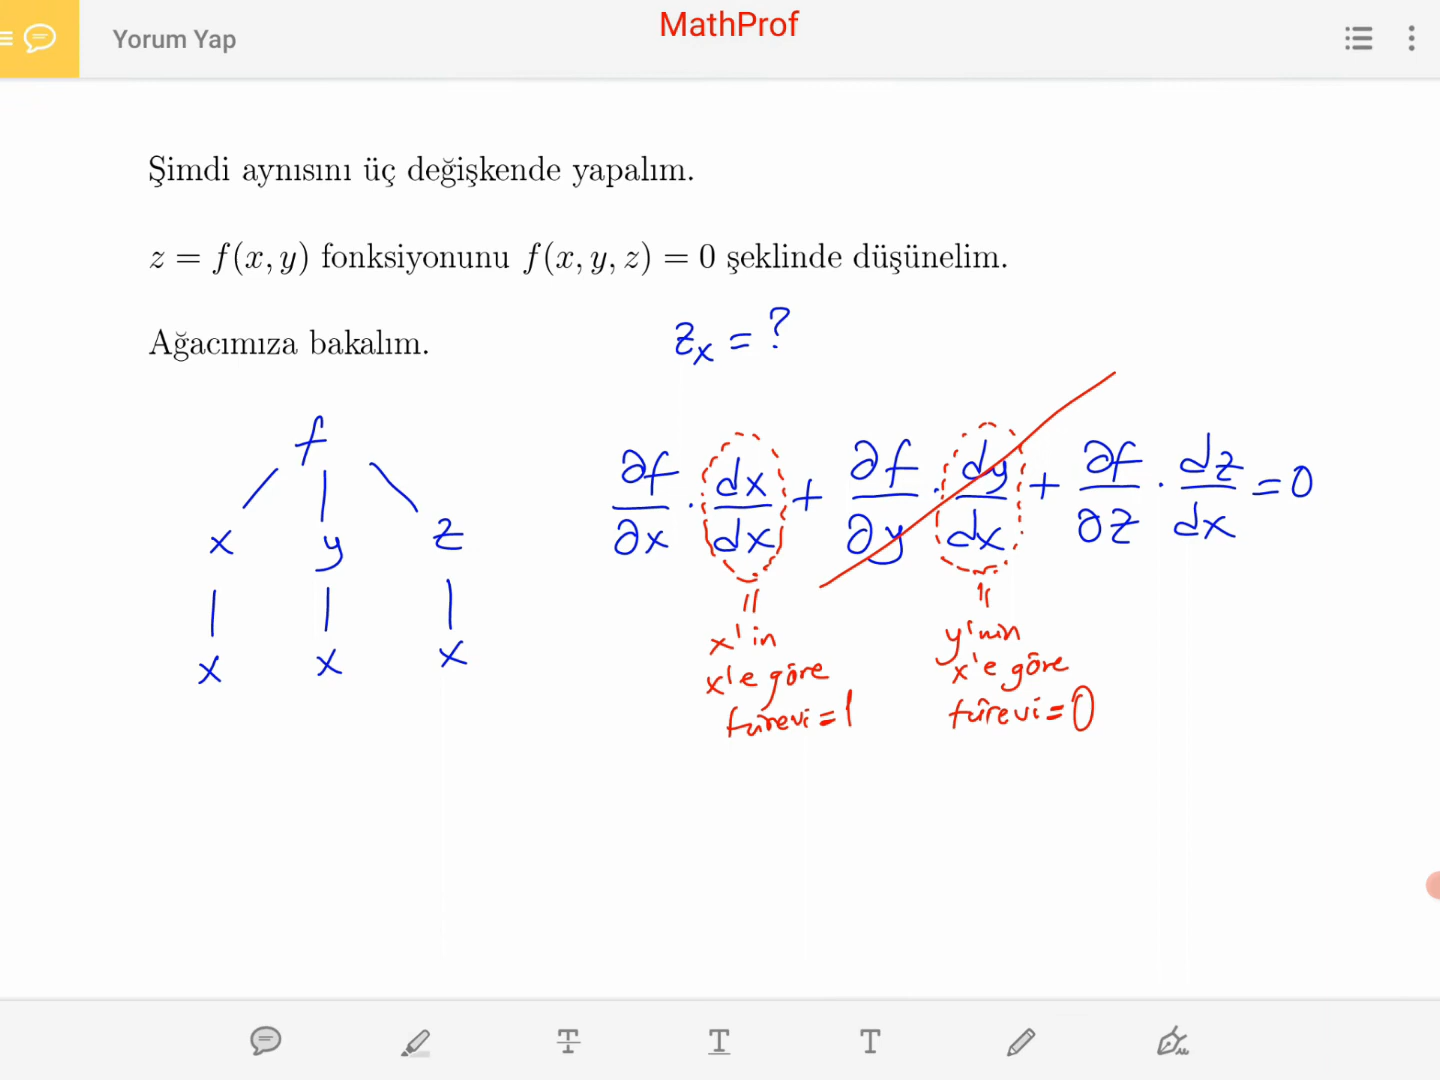 MathProf
Yorum Yap
Şimdi aynısını üç değişkende yapalım.
z = f(x, y) fonksiyonunu f(x, y, z) = 0 şeklinde düşünelim.
Ağacımıza bakalım.
z_x = ?
f
x y z
x x x
∂f/∂x · dx/dx + ∂f/∂y · dy/dx + ∂f/∂z · dz/dx = 0
x'in
x'e göre
türevi = 1
y'nin
x'e göre
türevi = 0
T T T